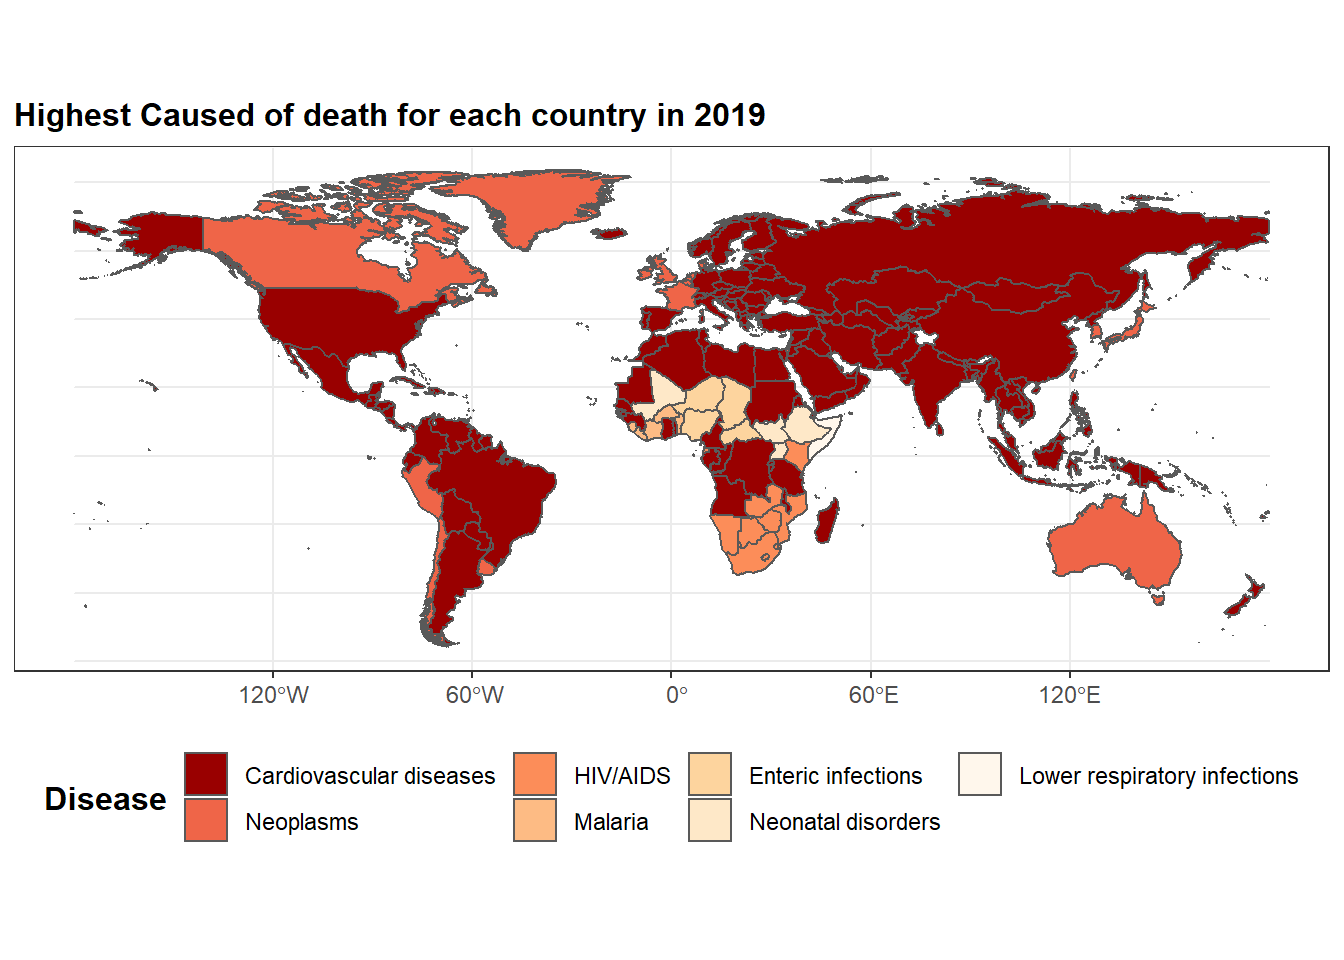 Highest Caused of death for each country in 2019
120°W 60°W 0° 60°E 120°E
Disease
Cardiovascular diseases HIV/AIDS Enteric infections Lower respiratory infections
Neoplasms Malaria Neonatal disorders